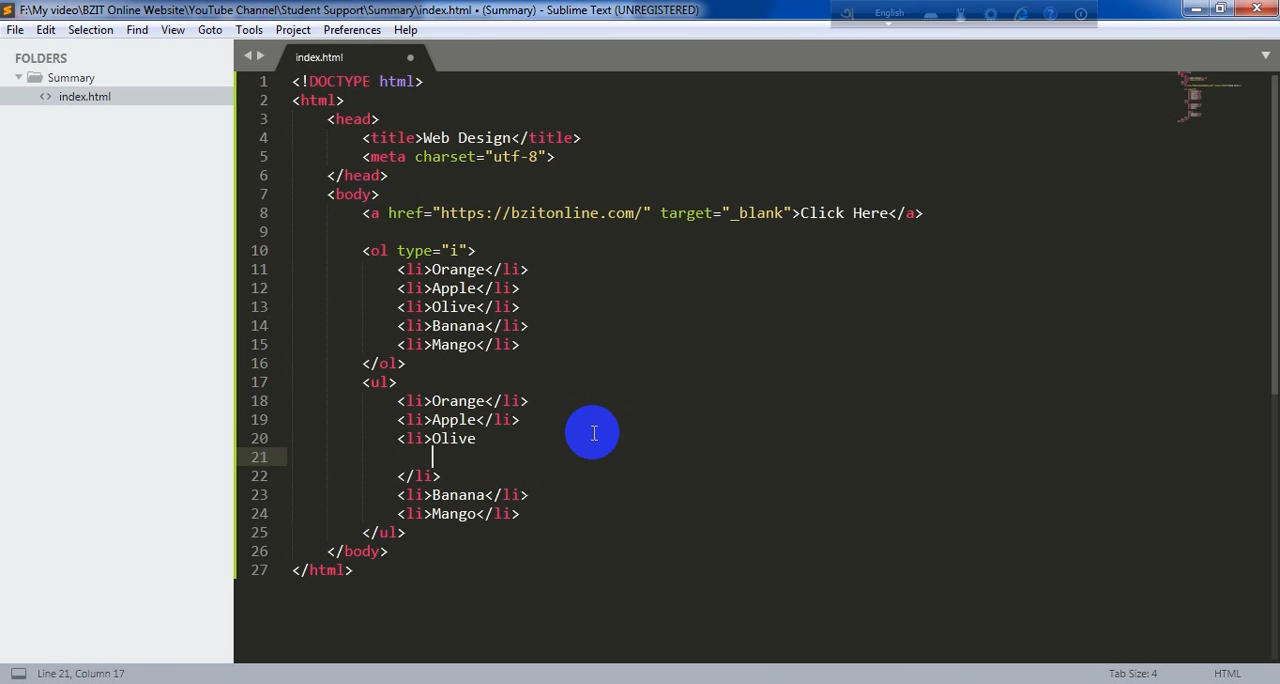 F:\My video\BZIT Online Website\YouTube Channel\Student Support\Summary\index.html • (Summary) - Sublime Text (UNREGISTERED)
English
File Edit Selection Find View Goto Tools Project Preferences Help
FOLDERS
Summary
<> index.html
index.html
1 <!DOCTYPE html>
2 <html>
3 <head>
4 <title>Web Design</title>
5 <meta charset="utf-8">
6 </head>
7 <body>
8 <a href="https://bzitonline.com/" target="_blank">Click Here</a>
9
10 <ol type="i">
11 <li>Orange</li>
12 <li>Apple</li>
13 <li>Olive</li>
14 <li>Banana</li>
15 <li>Mango</li>
16 </ol>
17 <ul>
18 <li>Orange</li>
19 <li>Apple</li>
20 <li>Olive
21
22 </li>
23 <li>Banana</li>
24 <li>Mango</li>
25 </ul>
26 </body>
27 </html>
Line 21, Column 17
Tab Size: 4
HTML